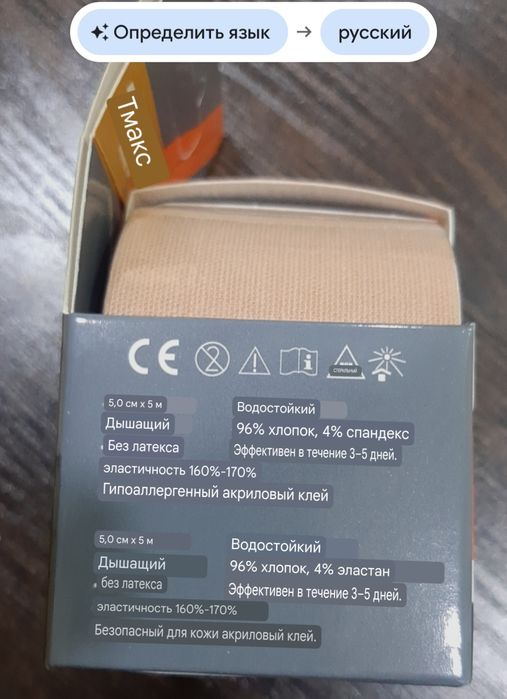 Определить язык → русский
Тмакс
CE
2
i
СТЕРИЛЬНЫЙ
5,0 см x 5 м
Водостойкий
Дышащий
96% хлопок, 4% спандекс
Без латекса
Эффективен в течение 3–5 дней.
эластичность 160%-170%
Гипоаллергенный акриловый клей
5,0 см x 5 м
Водостойкий
Дышащий
96% хлопок, 4% эластан
без латекса
Эффективен в течение 3–5 дней.
эластичность 160%-170%
Безопасный для кожи акриловый клей.